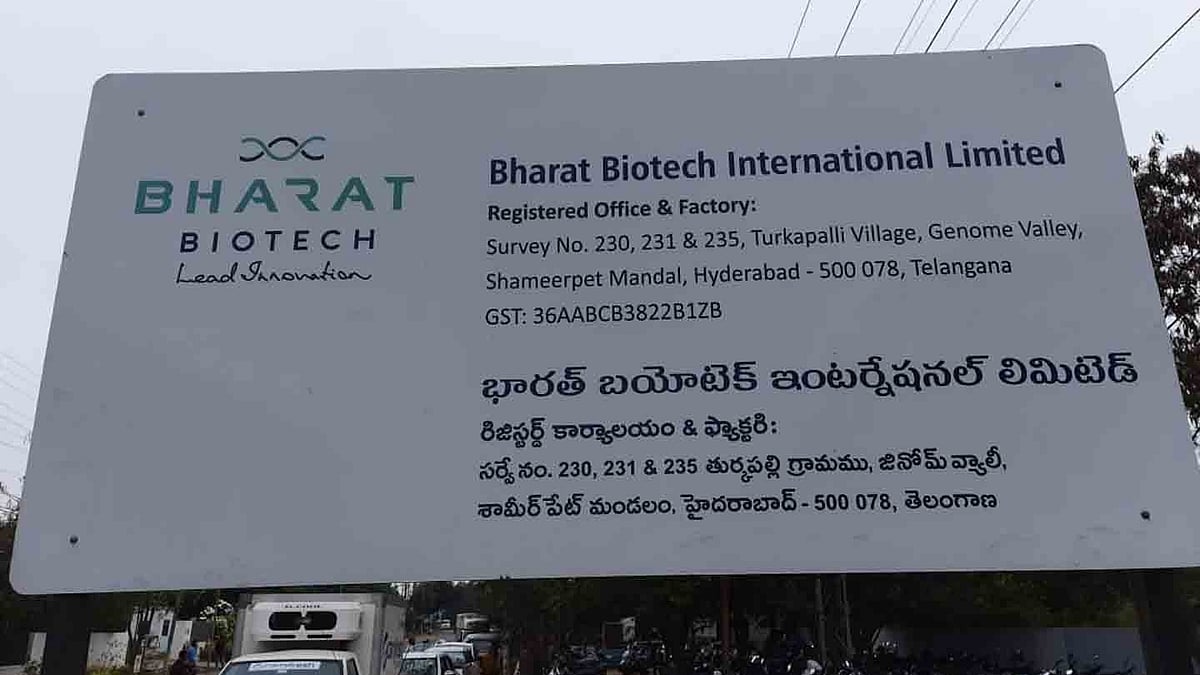 BHARAT
BIOTECH
Lead Innovation
Bharat Biotech International Limited
Registered Office & Factory:
Survey No. 230, 231 & 235, Turkapalli Village, Genome Valley,
Shameerpet Mandal, Hyderabad - 500 078, Telangana
GST: 36AABCB3822B1ZB
భారత్ బయోటెక్ ఇంటర్నేషనల్ లిమిటెడ్
రిజిస్టర్డ్ కార్యాలయం & ఫ్యాక్టరి:
సర్వే నం. 230, 231 & 235 తుర్కపల్లి గ్రామము, జినోమ్ వ్యాలీ,
శామీర్‌పేట్ మండలం, హైదరాబాద్ - 500 078, తెలంగాణ